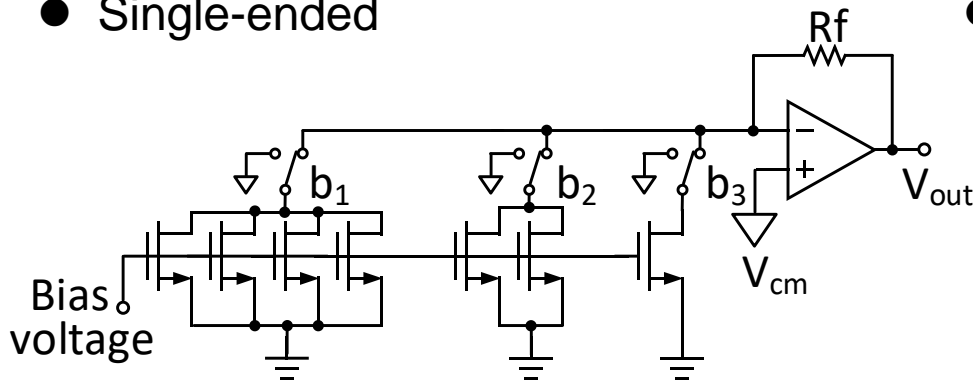 ● Single-ended
Rf
b₁
b₂
b₃
−
+
Vout
Vcm
Bias
voltage